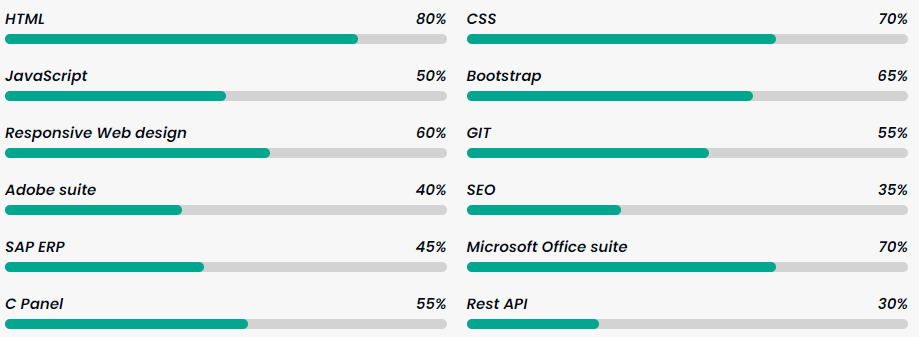 HTML 80% CSS 70%
JavaScript 50% Bootstrap 65%
Responsive Web design 60% GIT 55%
Adobe suite 40% SEO 35%
SAP ERP 45% Microsoft Office suite 70%
C Panel 55% Rest API 30%